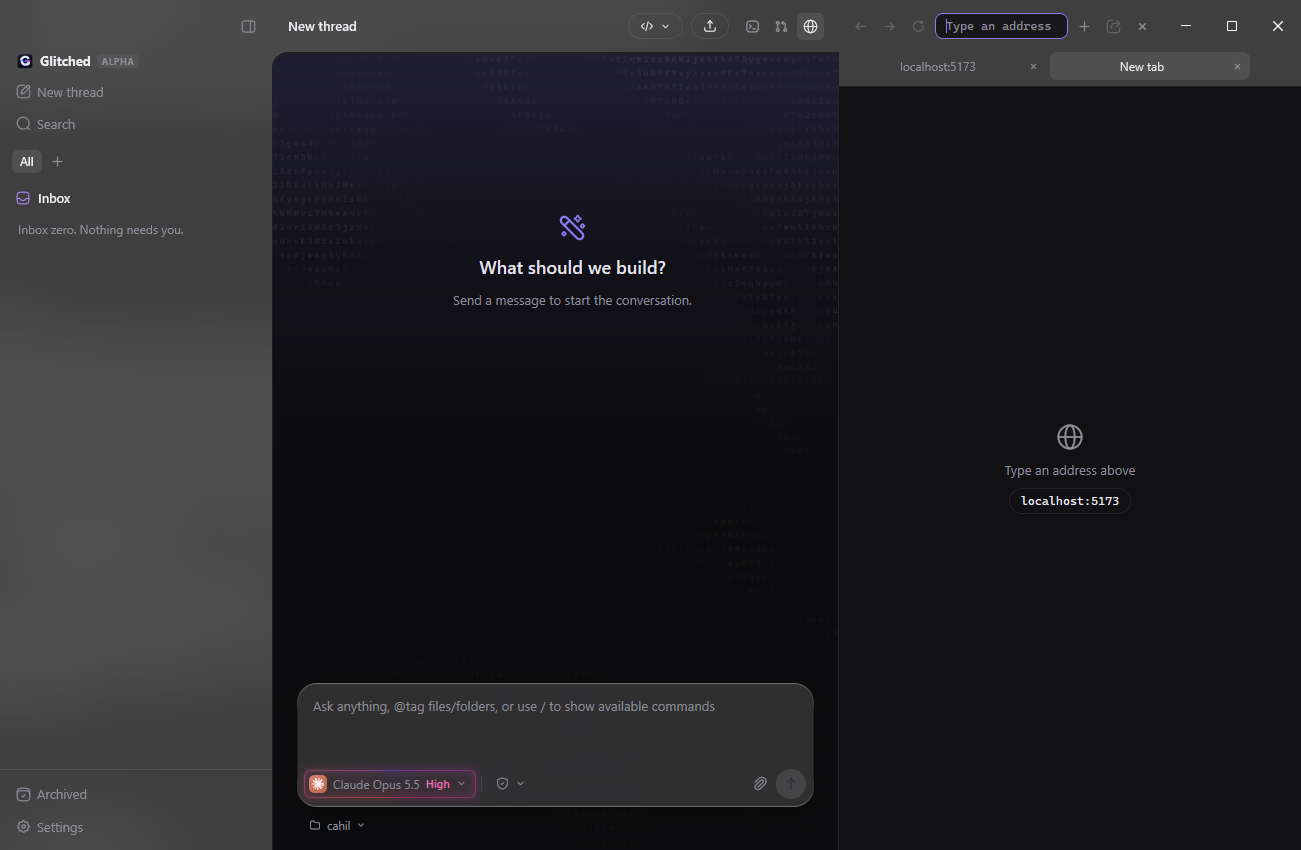 New thread
Type an address
Glitched ALPHA
localhost:5173
New tab
New thread
Search
All
Inbox
Inbox zero. Nothing needs you.
What should we build?
Send a message to start the conversation.
Type an address above
localhost:5173
Ask anything, @tag files/folders, or use / to show available commands
Claude Opus 5.5 High
Archived
Settings
cahil